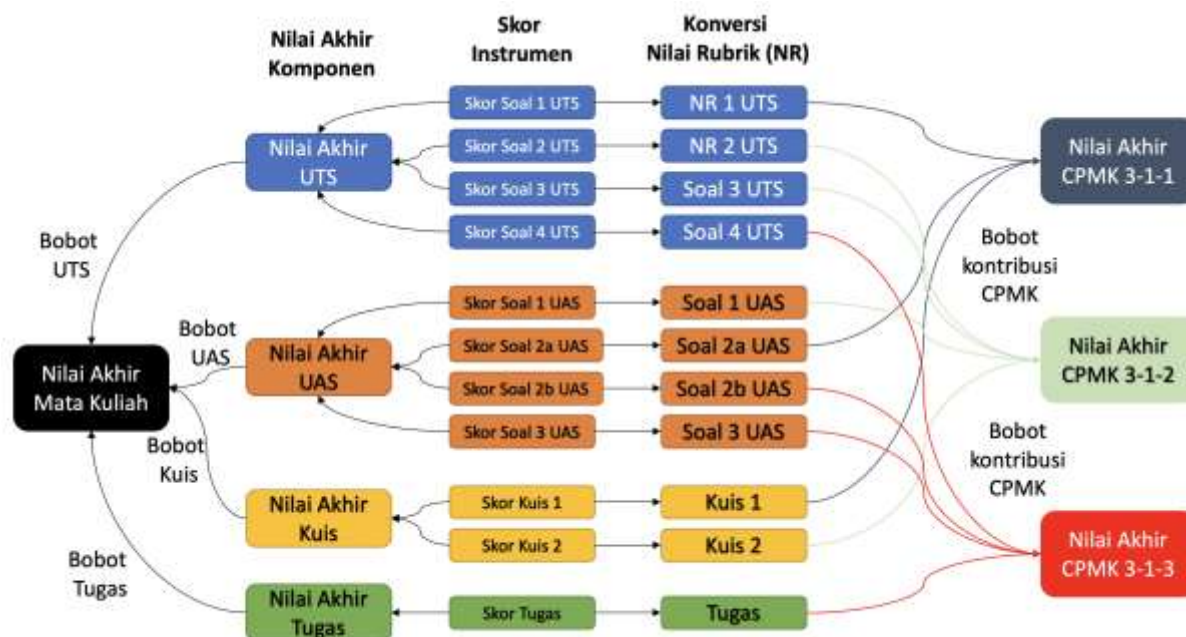 Nilai Akhir
Komponen
Skor
Instrumen
Konversi
Nilai Rubrik (NR)
Skor Soal 1 UTS
NR 1 UTS
Nilai Akhir
UTS
Skor Soal 2 UTS
NR 2 UTS
Skor Soal 3 UTS
Soal 3 UTS
Skor Soal 4 UTS
Soal 4 UTS
Nilai Akhir
CPMK 3-1-1
Bobot
UTS
Bobot
kontribusi
CPMK
Skor Soal 1 UAS
Soal 1 UAS
Bobot
UAS
Nilai Akhir
UAS
Skor Soal 2a UAS
Soal 2a UAS
Skor Soal 2b UAS
Soal 2b UAS
Skor Soal 3 UAS
Soal 3 UAS
Nilai Akhir
Mata Kuliah
Nilai Akhir
CPMK 3-1-2
Bobot
Kuis
Bobot
kontribusi
CPMK
Nilai Akhir
Kuis
Skor Kuis 1
Kuis 1
Skor Kuis 2
Kuis 2
Nilai Akhir
CPMK 3-1-3
Bobot
Tugas
Nilai Akhir
Tugas
Skor Tugas
Tugas